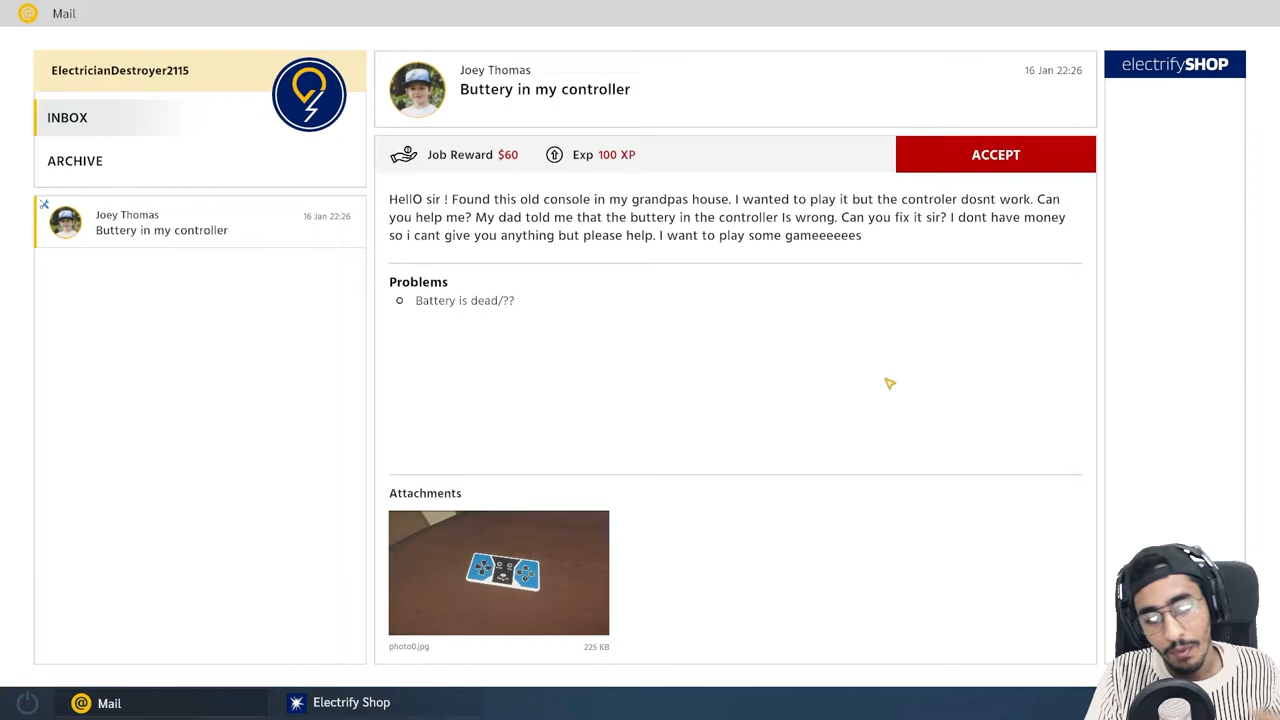 Mail
ElectricianDestroyer2115
INBOX
ARCHIVE
Joey Thomas
16 Jan 22:26
Buttery in my controller
Joey Thomas
16 Jan 22:26
Buttery in my controller
Job Reward $60
Exp 100 XP
ACCEPT
HellO sir ! Found this old console in my grandpas house. I wanted to play it but the controler dosnt work. Can
you help me? My dad told me that the buttery in the controller Is wrong. Can you fix it sir? I dont have money
so i cant give you anything but please help. I want to play some gameeeeees
Problems
Battery is dead/??
Attachments
photo0.jpg
225 KB
electrifySHOP
Mail
Electrify Shop